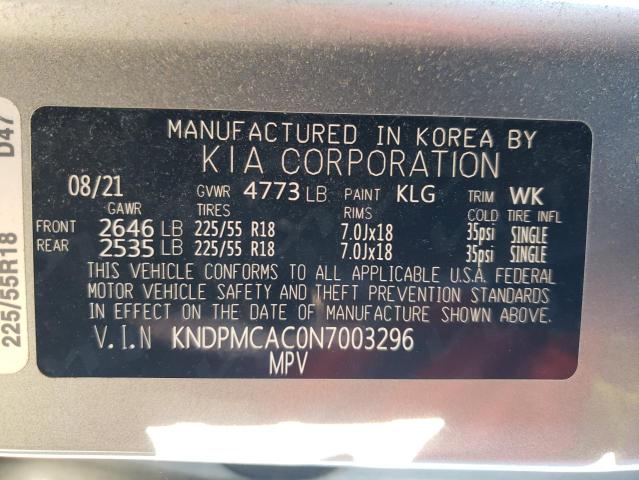 MANUFACTURED IN KOREA BY
KIA CORPORATION
08/21 GVWR 4773 LB PAINT KLG TRIM WK
GAWR TIRES RIMS COLD TIRE INFL
FRONT 2646 LB 225/55 R18 7.0Jx18 35psi SINGLE
REAR 2535 LB 225/55 R18 7.0Jx18 35psi SINGLE
THIS VEHICLE CONFORMS TO ALL APPLICABLE U.S.A. FEDERAL
MOTOR VEHICLE SAFETY AND THEFT PREVENTION STANDARDS
IN EFFECT ON THE DATE OF MANUFACTURE SHOWN ABOVE.
V.I.N KNDPMCAC0N7003296
MPV
225/55R18 D47